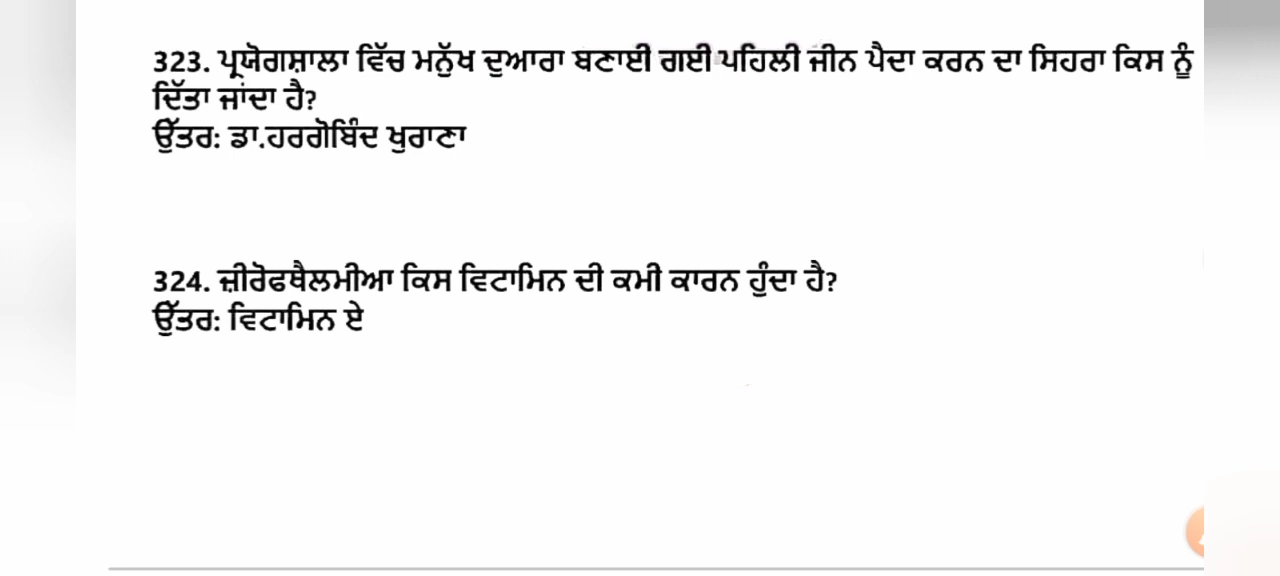 323. ਪ੍ਰਯੋਗਸ਼ਾਲਾ ਵਿੱਚ ਮਨੁੱਖ ਦੁਆਰਾ ਬਣਾਈ ਗਈ ਪਹਿਲੀ ਜੀਨ ਪੈਦਾ ਕਰਨ ਦਾ ਸਿਹਰਾ ਕਿਸ ਨੂੰ
ਦਿੱਤਾ ਜਾਂਦਾ ਹੈ?
ਉੱਤਰ: ਡਾ.ਹਰਗੋਬਿੰਦ ਖੁਰਾਣਾ
324. ਜ਼ੀਰੋਫਥੈਲਮੀਆ ਕਿਸ ਵਿਟਾਮਿਨ ਦੀ ਕਮੀ ਕਾਰਨ ਹੁੰਦਾ ਹੈ?
ਉੱਤਰ: ਵਿਟਾਮਿਨ ਏ